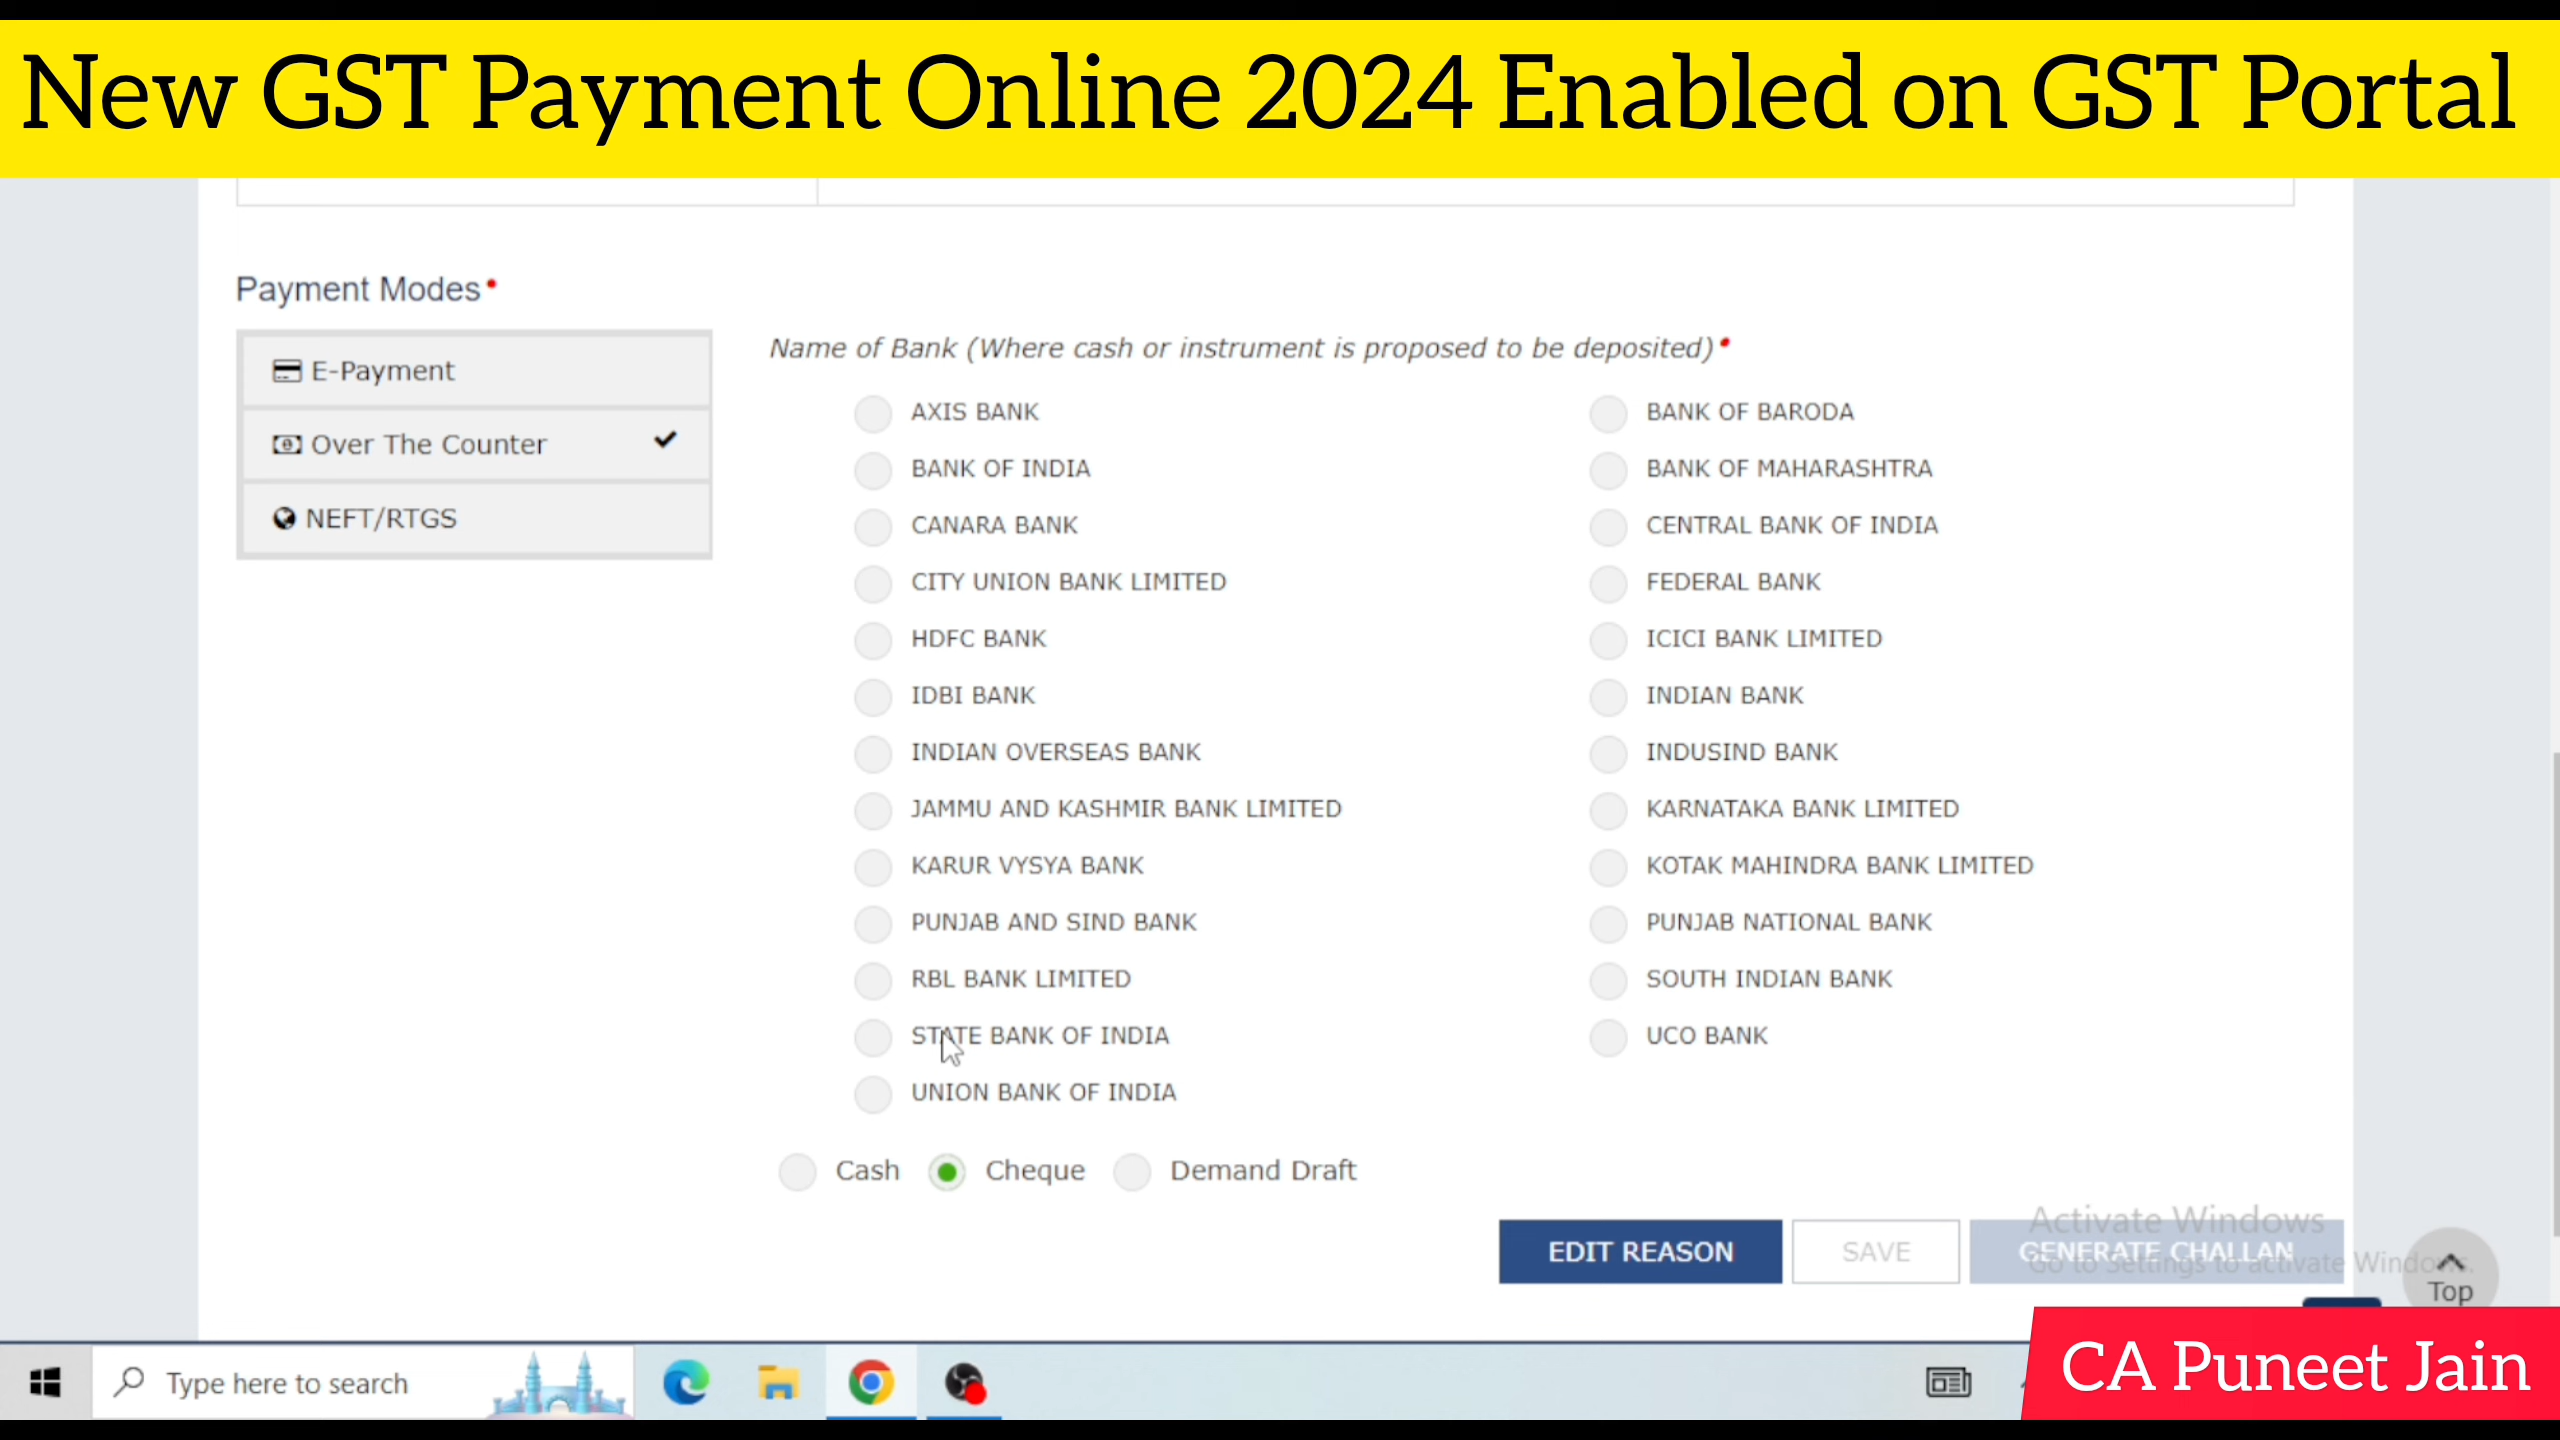 New GST Payment Online 2024 Enabled on GST Portal
Payment Modes•
E-Payment
Over The Counter
NEFT/RTGS
Name of Bank (Where cash or instrument is proposed to be deposited)•
AXIS BANK
BANK OF BARODA
BANK OF INDIA
BANK OF MAHARASHTRA
CANARA BANK
CENTRAL BANK OF INDIA
CITY UNION BANK LIMITED
FEDERAL BANK
HDFC BANK
ICICI BANK LIMITED
IDBI BANK
INDIAN BANK
INDIAN OVERSEAS BANK
INDUSIND BANK
JAMMU AND KASHMIR BANK LIMITED
KARNATAKA BANK LIMITED
KARUR VYSYA BANK
KOTAK MAHINDRA BANK LIMITED
PUNJAB AND SIND BANK
PUNJAB NATIONAL BANK
RBL BANK LIMITED
SOUTH INDIAN BANK
STATE BANK OF INDIA
UCO BANK
UNION BANK OF INDIA
Cash Cheque Demand Draft
EDIT REASON
SAVE
GENERATE CHALLAN
Activate Windows
Go to Settings to activate Windows.
Top
Type here to search
CA Puneet Jain